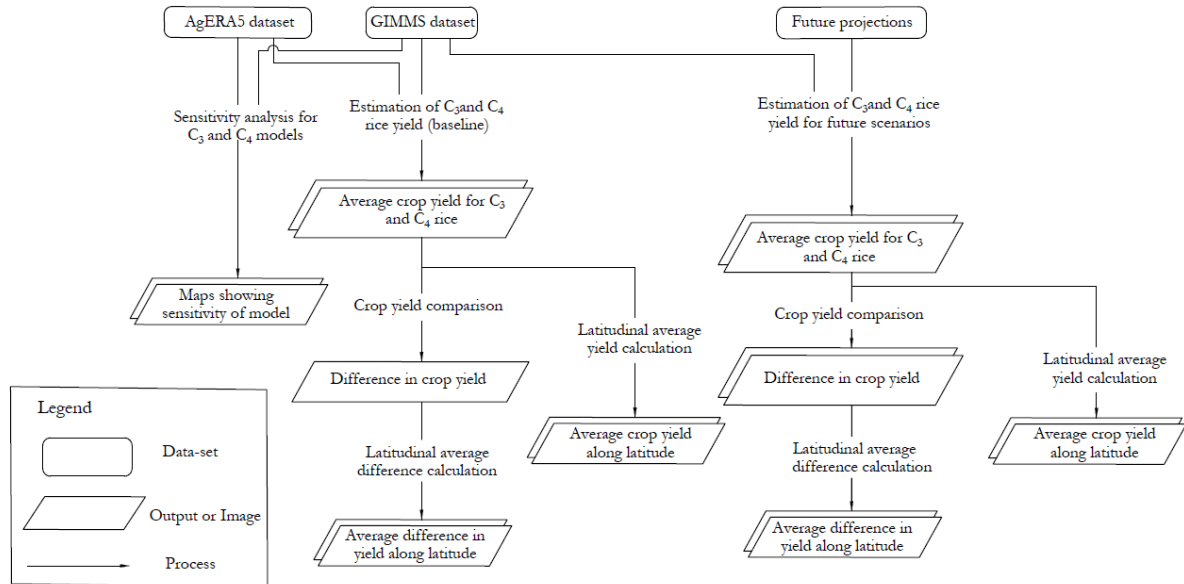 AgERA5 dataset
GIMMS dataset
Future projections
Sensitivity analysis for
C₃ and C₄ models
Estimation of C₃and C₄
rice yield (baseline)
Estimation of C₃and C₄ rice
yield for future scenarios
Average crop yield for C₃
and C₄ rice
Average crop yield for C₃
and C₄ rice
Maps showing
sensitivity of model
Crop yield comparison
Latitudinal average
yield calculation
Crop yield comparison
Latitudinal average
yield calculation
Difference in crop yield
Difference in crop yield
Latitudinal average
difference calculation
Average crop yield
along latitude
Latitudinal average
difference calculation
Average crop yield
along latitude
Average difference in
yield along latitude
Average difference in
yield along latitude
Legend
Data-set
Output or Image
Process